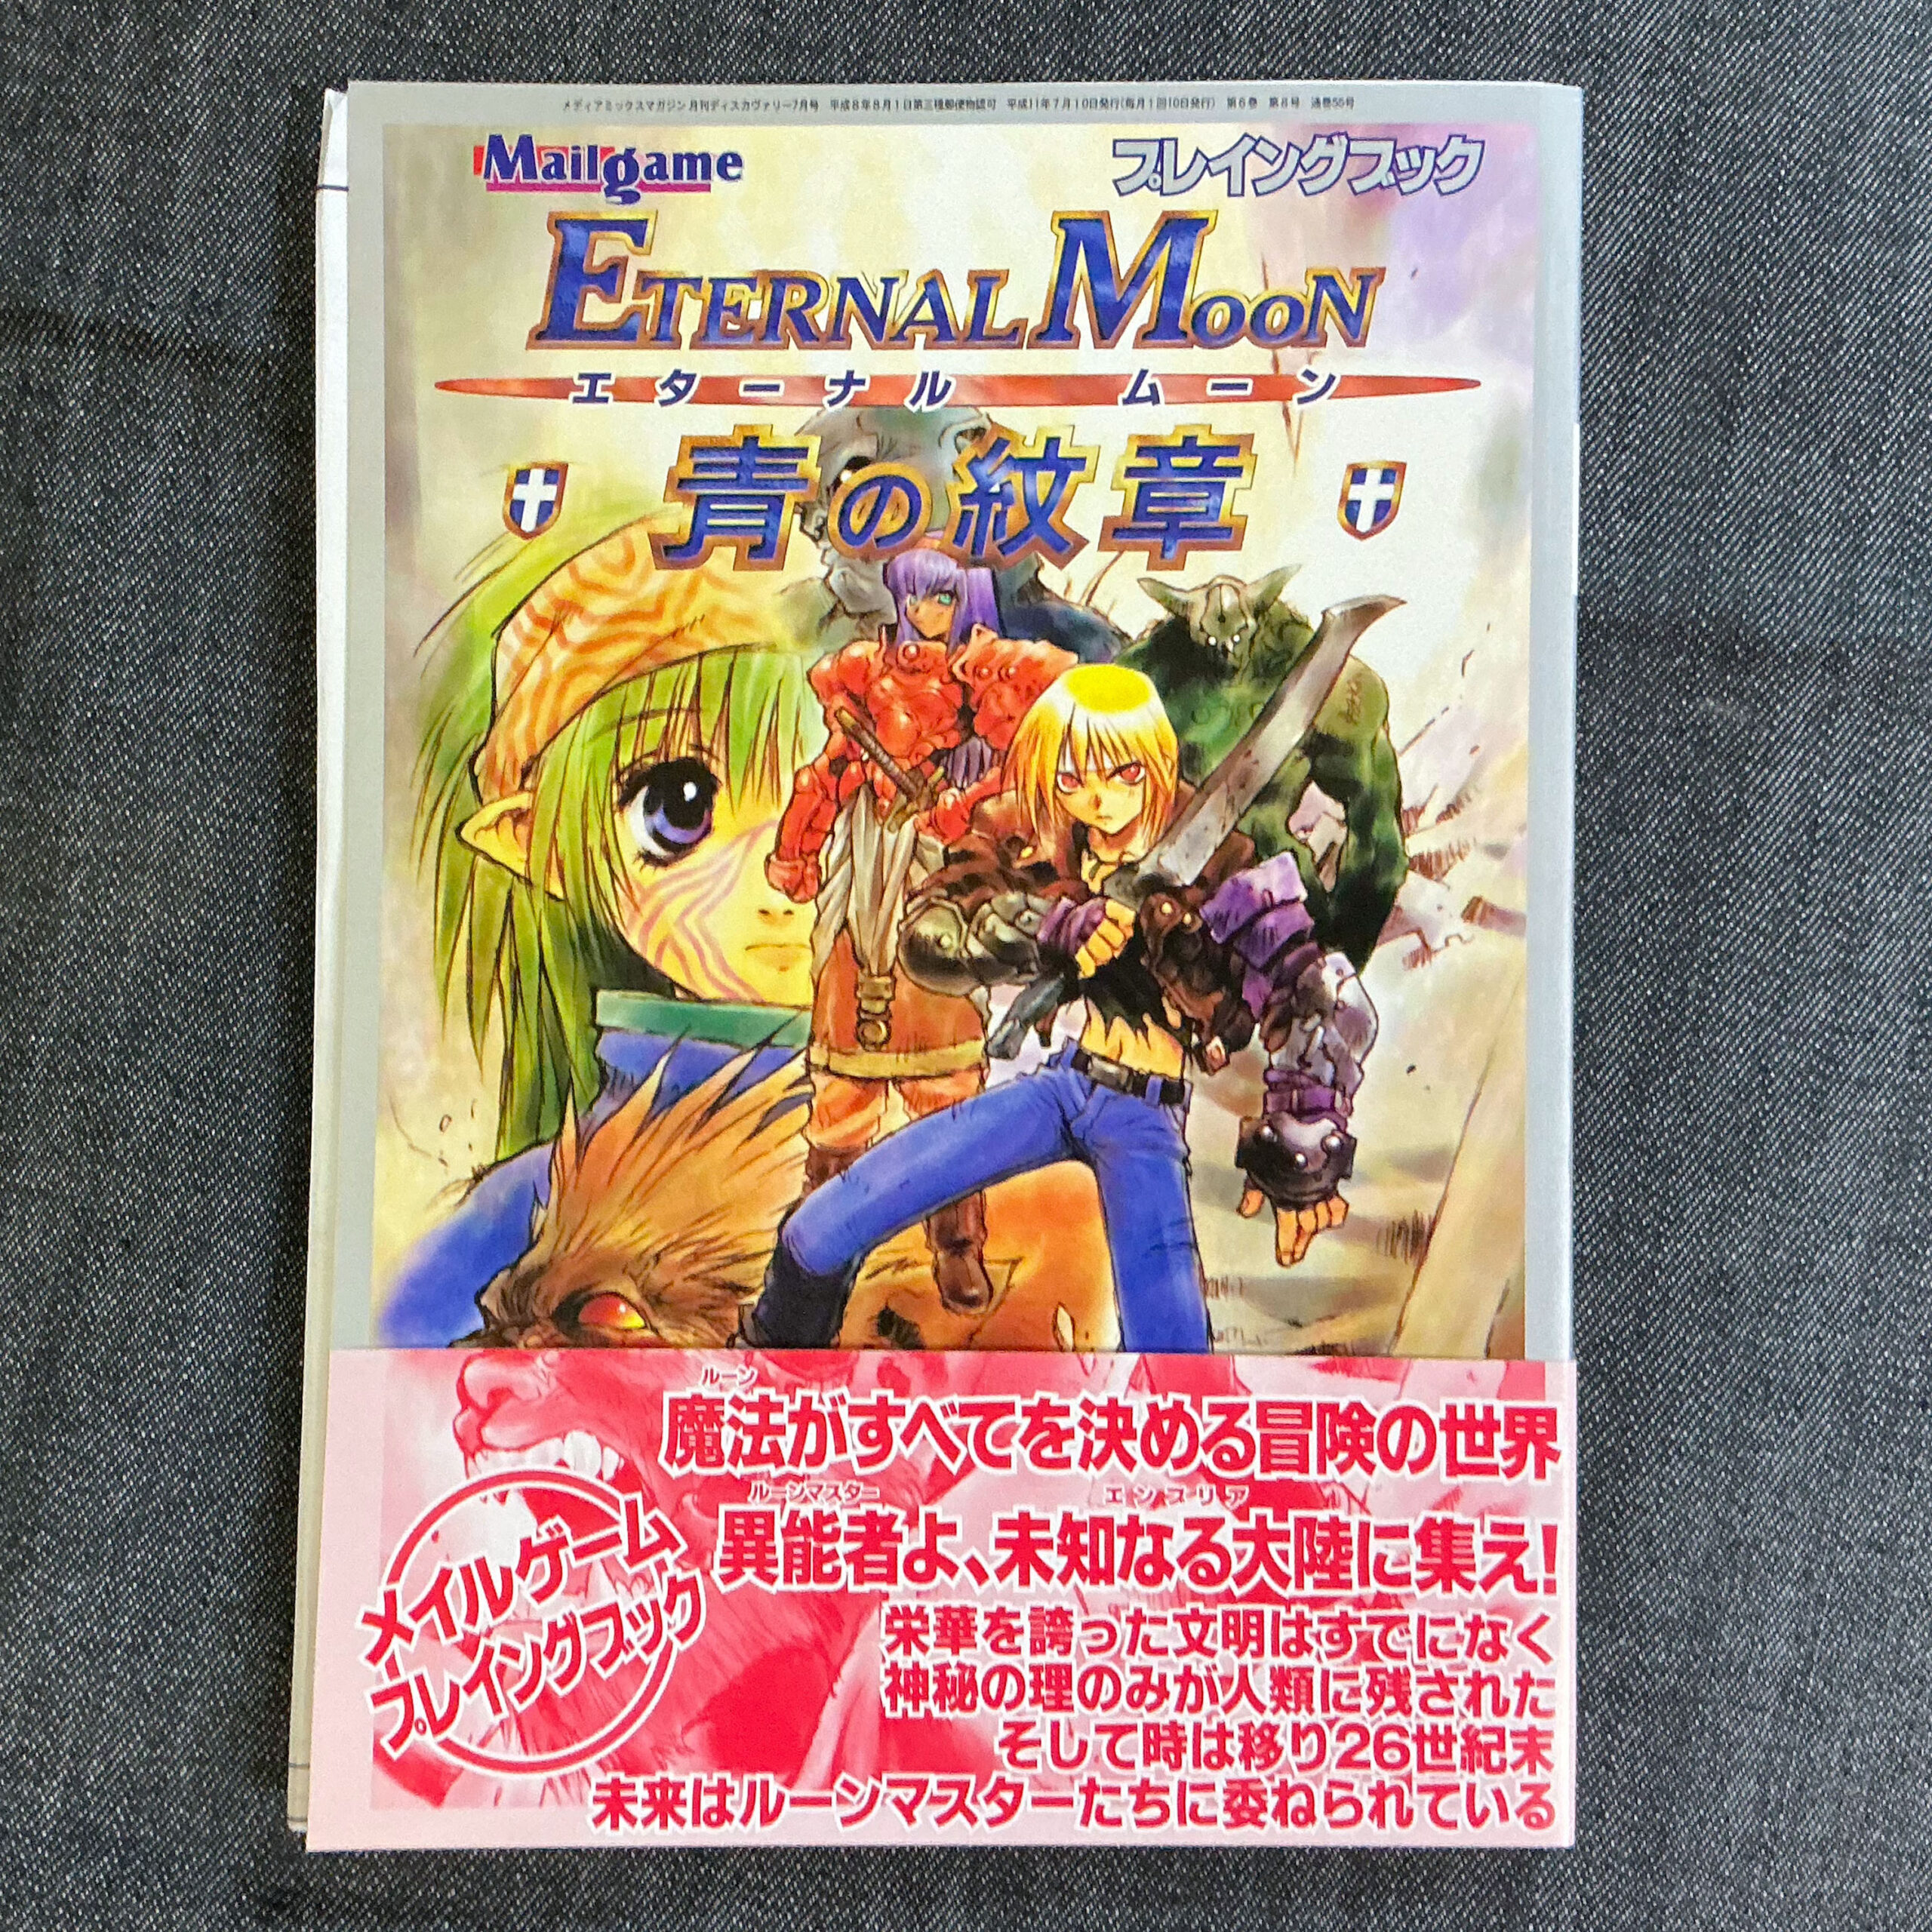 メディアミックスマガジン 月刊ディスカヴァリー7月号 平成8年8月1日第三種郵便物認可 平成11年7月10日発行(毎月1回10日発行) 第6巻 第8号 通巻55号
Mailgame
プレイングブック
ETERNAL MOON
エターナル ムーン
青の紋章
ルーン
魔法がすべてを決める冒険の世界
ルーンマスター エンスリア
異能者よ、未知なる大陸に集え!
メイルゲーム
プレイングブック
栄華を誇った文明はすでになく
神秘の理のみが人類に残された
そして時は移り26世紀末
未来はルーンマスターたちに委ねられている